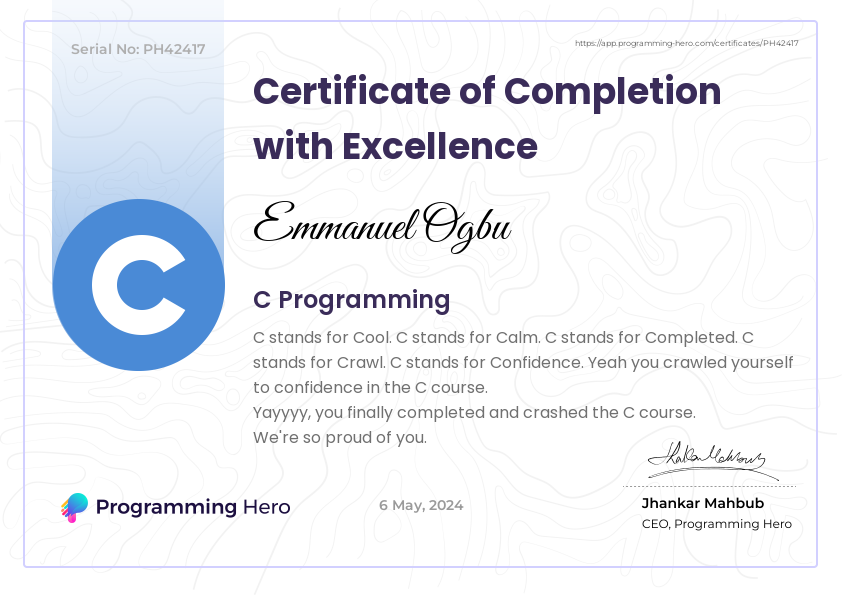 Serial No: PH42417
https://app.programming-hero.com/certificates/PH42417
Certificate of Completion
with Excellence
Emmanuel Ogbu
C
C Programming
C stands for Cool. C stands for Calm. C stands for Completed. C
stands for Crawl. C stands for Confidence. Yeah you crawled yourself
to confidence in the C course.
Yayyyy, you finally completed and crashed the C course.
We're so proud of you.
Programming Hero
6 May, 2024
Jhankar Mahbub
Jhankar Mahbub
CEO, Programming Hero